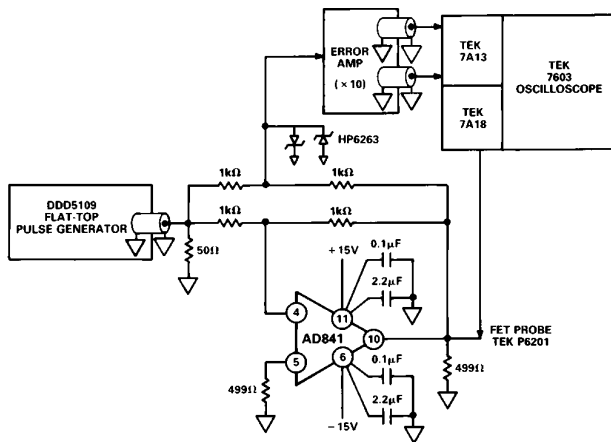 ERROR
AMP
(×10)
TEK
7A13
TEK
7603
OSCILLOSCOPE
TEK
7A18
HP6263
1kΩ
1kΩ
1kΩ
1kΩ
DDD5109
FLAT-TOP
PULSE GENERATOR
50Ω
0.1μF
+15V
2.2μF
4
11
AD841
10
5
6
FET PROBE
TEK P6201
0.1μF
499Ω
499Ω
2.2μF
−15V